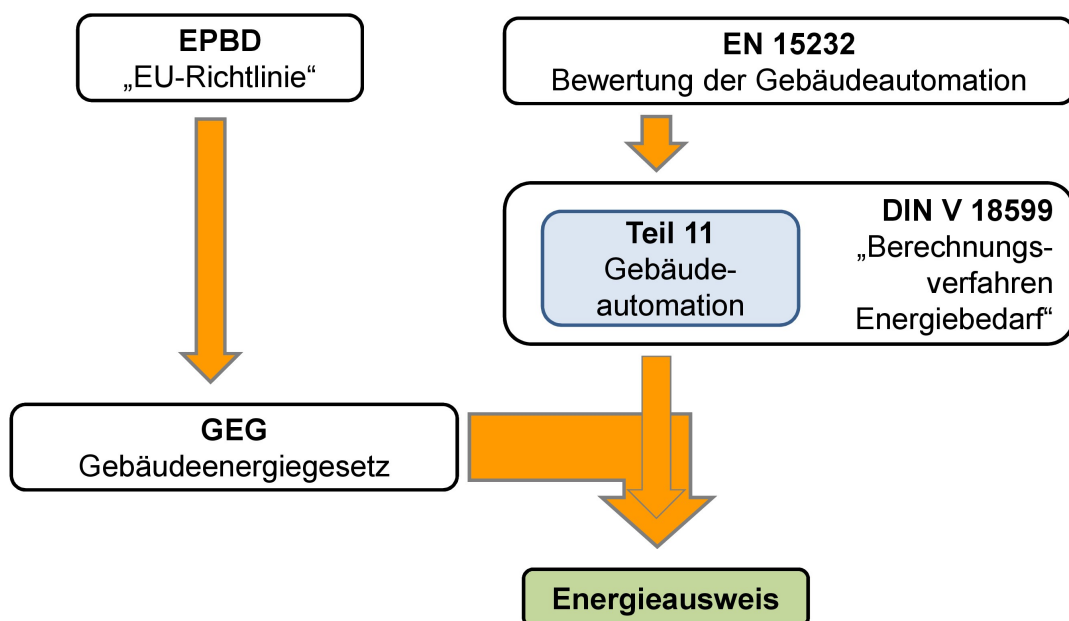 EPBD
„EU-Richtlinie“
EN 15232
Bewertung der Gebäudeautomation
Teil 11
Gebäude-
automation
DIN V 18599
„Berechnungs-
verfahren
Energiebedarf“
GEG
Gebäudeenergiegesetz
Energieausweis